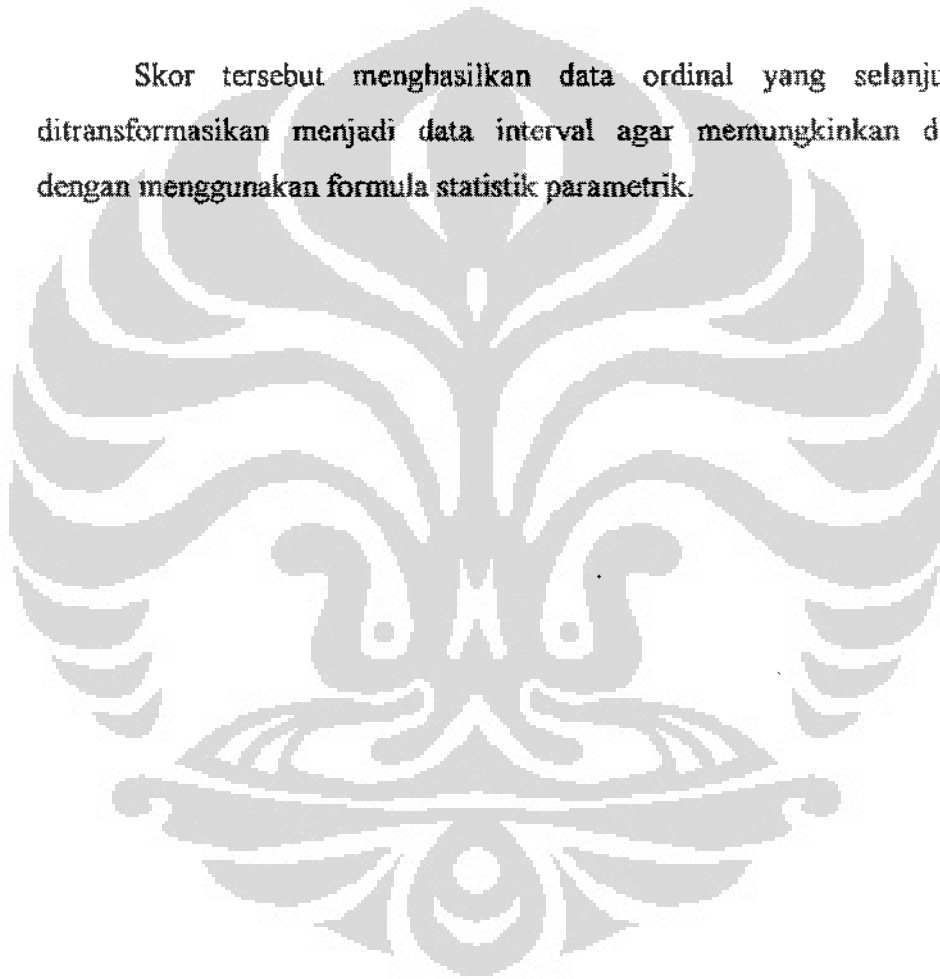 Skor tersebut menghasilkan data ordinal yang selanju
ditransformasikan menjadi data interval agar memungkinkan d
dengan menggunakan formula statistik parametrik.